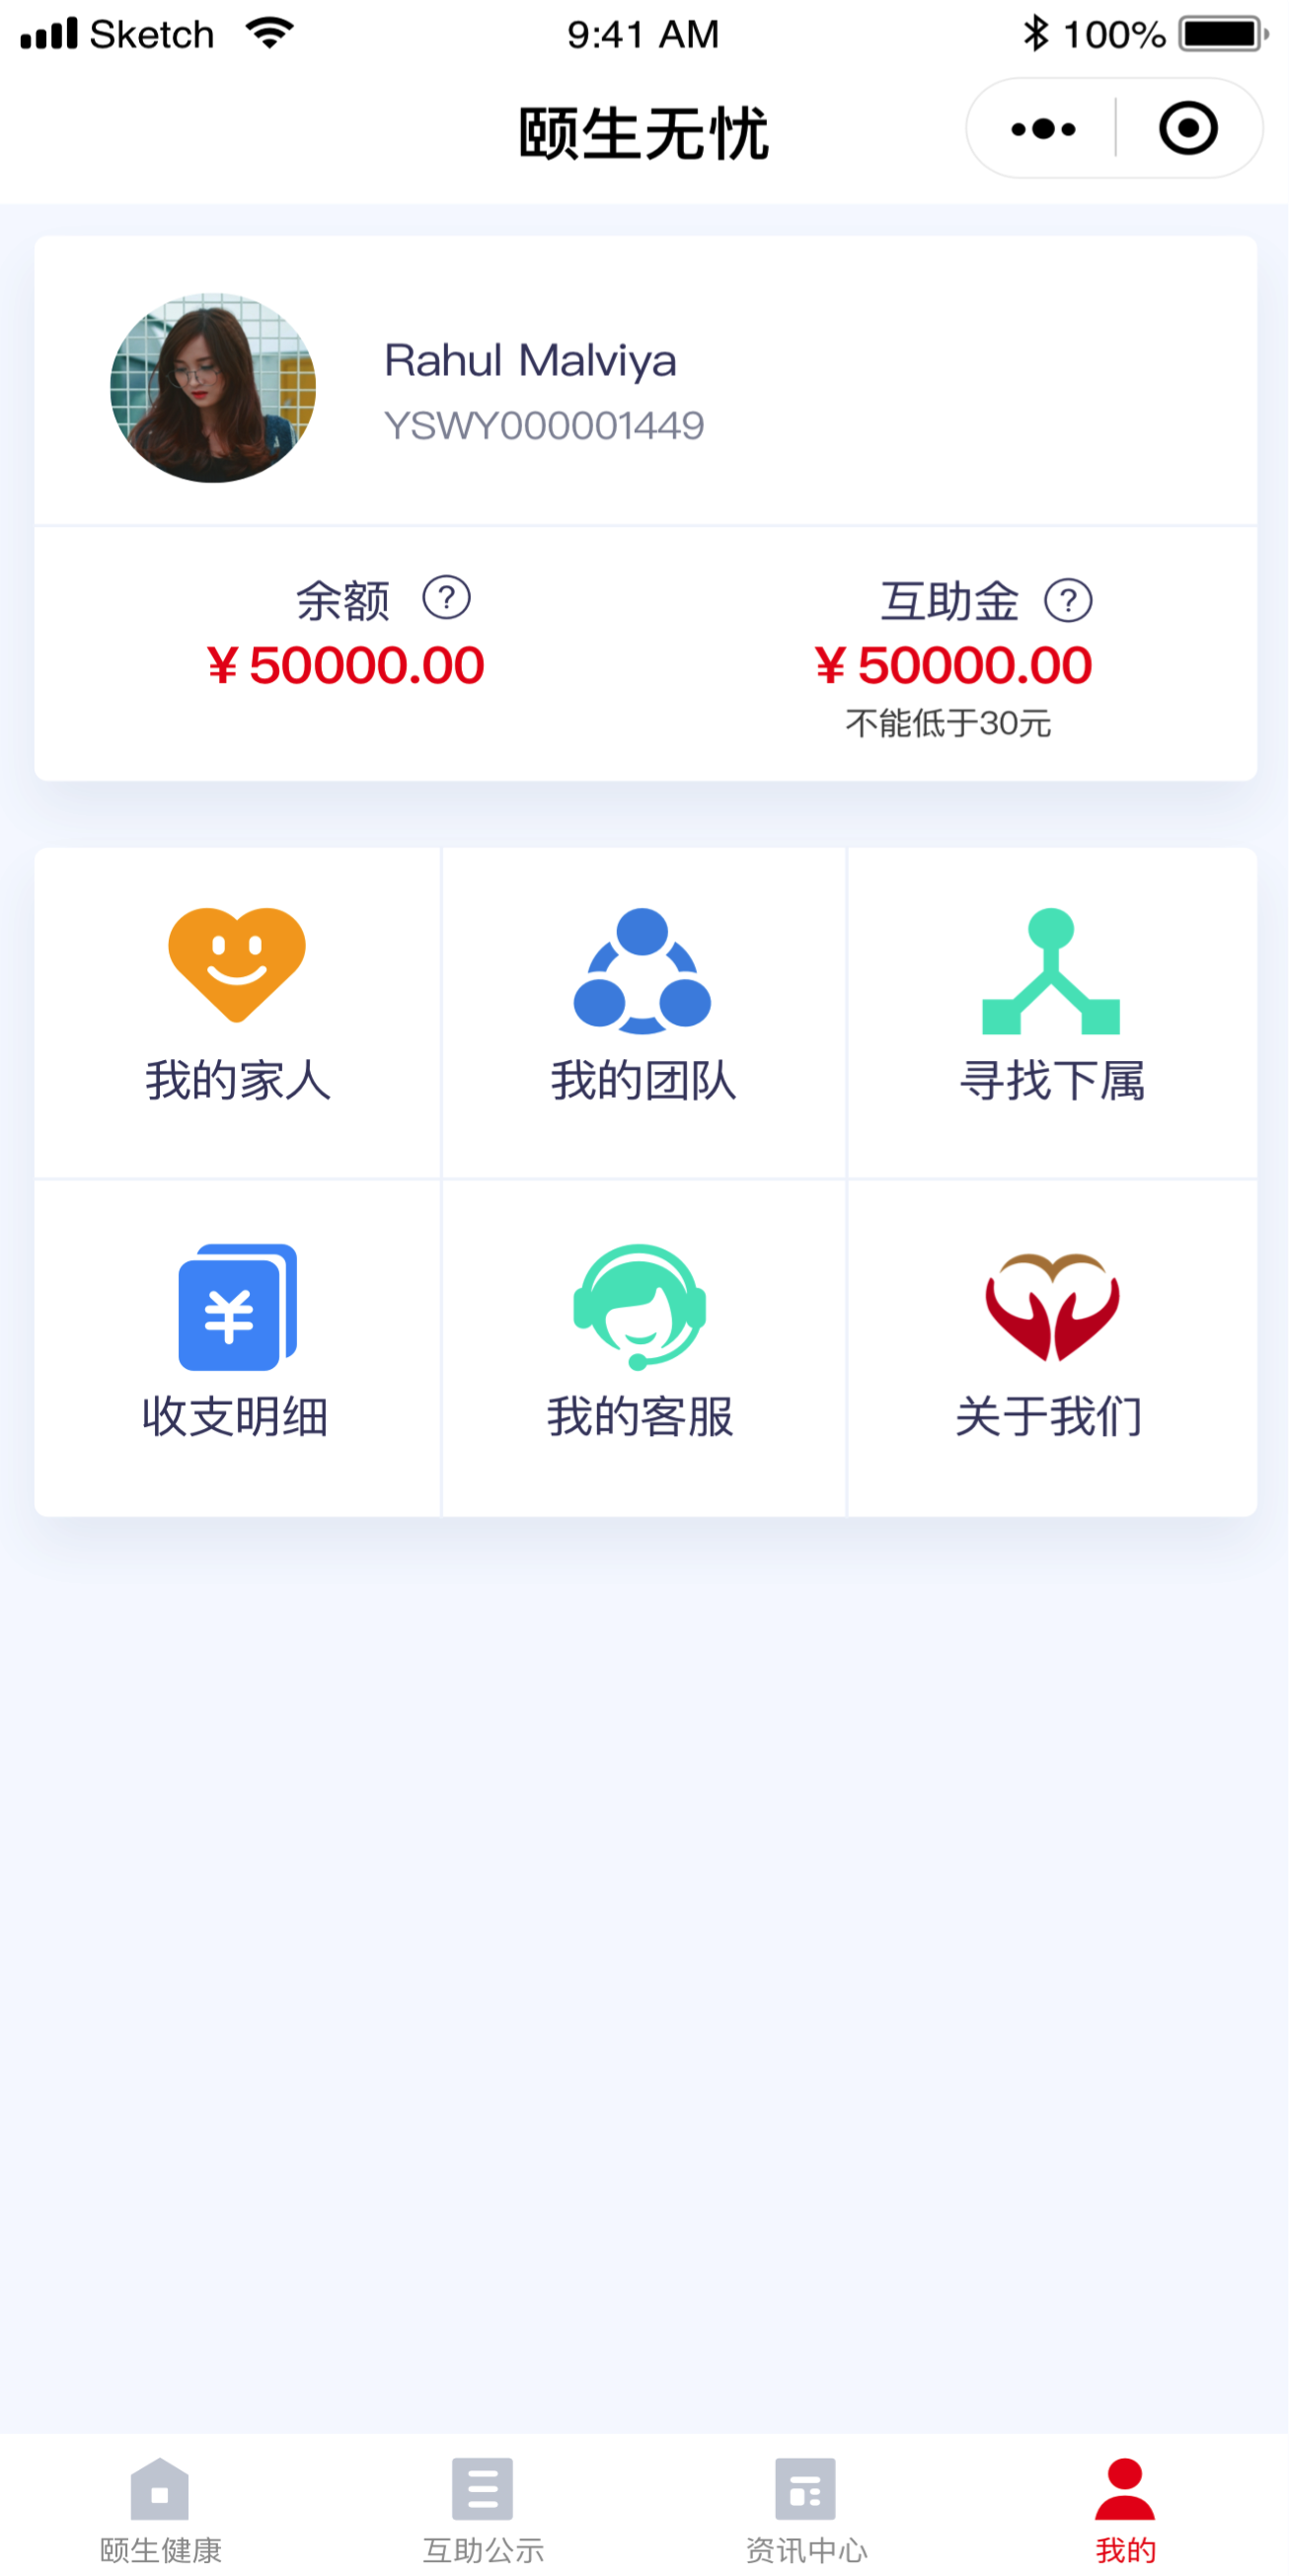 Sketch 9:41 AM 100%
颐生无忧
Rahul Malviya
YSWY000001449
余额 ? 互助金 ?
¥50000.00 ¥50000.00
不能低于30元
我的家人 我的团队 寻找下属
¥
收支明细 我的客服 关于我们
颐生健康 互助公示 资讯中心 我的